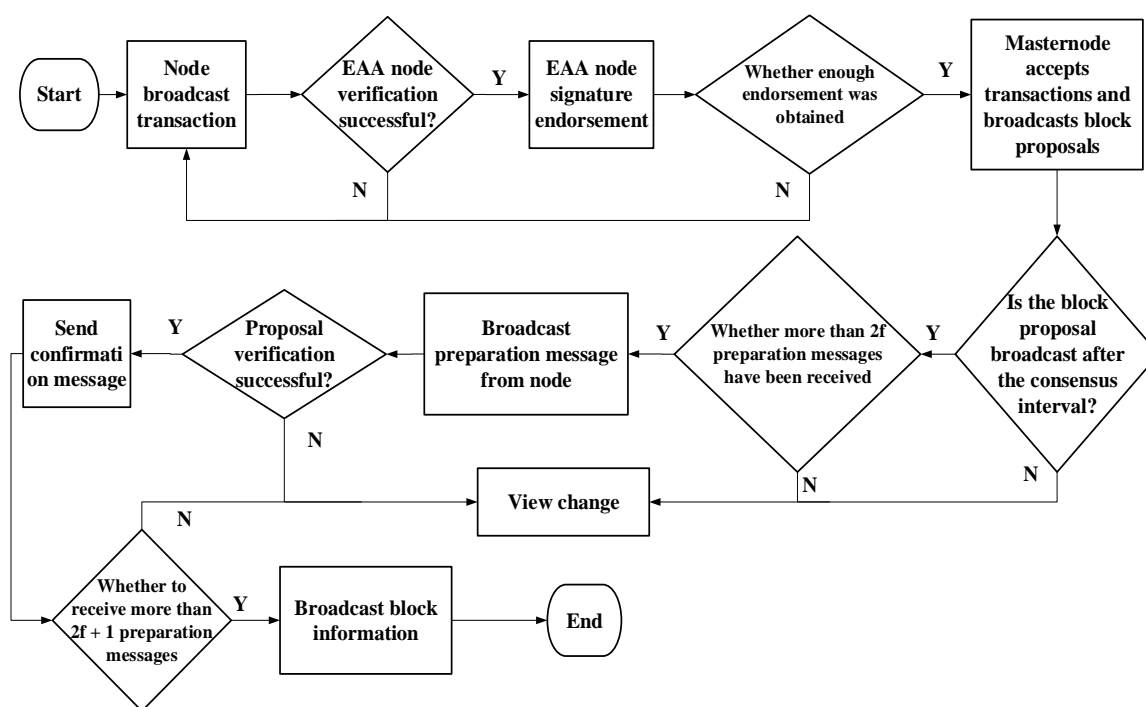 Start
Node
broadcast
transaction
EAA node
verification
successful?
Y
EAA node
signature
endorsement
Whether enough
endorsement was
obtained
Y
Masternode
accepts
transactions and
broadcasts block
proposals
N
N
Is the block
proposal
broadcast after
the consensus
interval?
Y
N
Whether more than 2f
preparation messages
have been received
Y
N
Broadcast
preparation message
from node
Proposal
verification
successful?
Y
N
Send
confirmati
on message
View change
N
Whether to
receive more than
2f + 1 preparation
messages
Y
Broadcast block
information
End